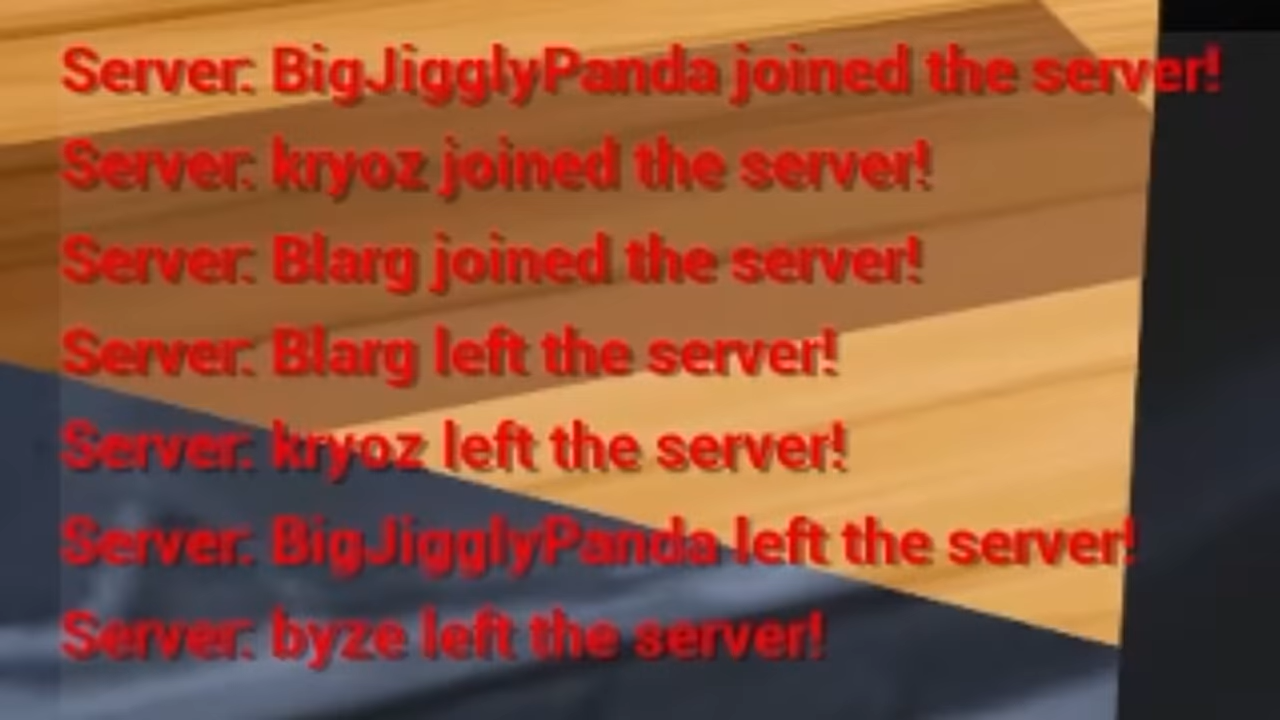 Server: BigJigglyPanda joined the server!
Server: kryoz joined the server!
Server: Blarg joined the server!
Server: Blarg left the server!
Server: kryoz left the server!
Server: BigJigglyPanda left the server!
Server: byze left the server!